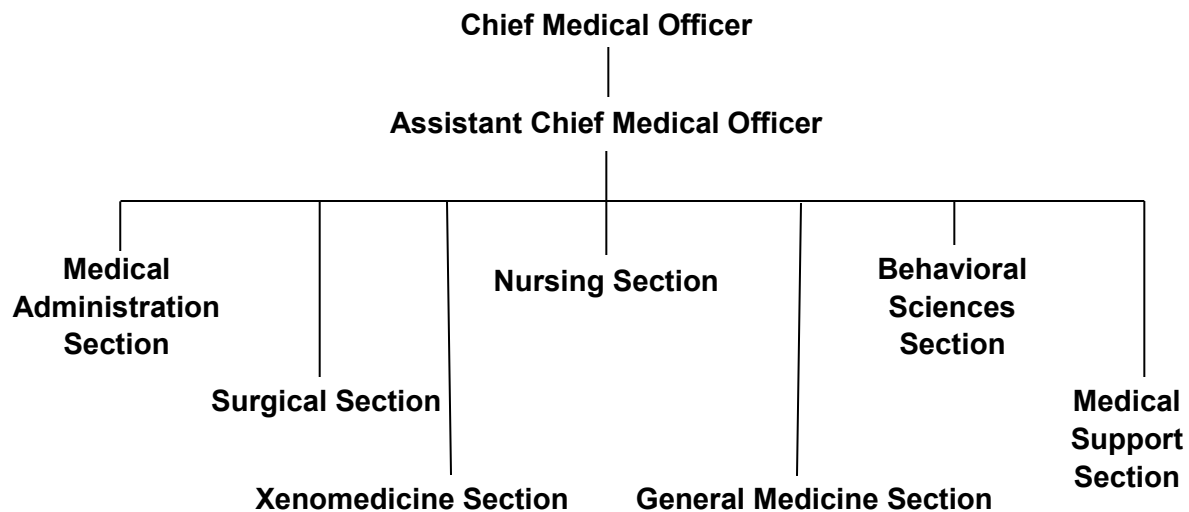 Chief Medical Officer
Assistant Chief Medical Officer
Medical
Administration
Section
Surgical Section
Xenomedicine Section
Nursing Section
General Medicine Section
Behavioral
Sciences
Section
Medical
Support
Section